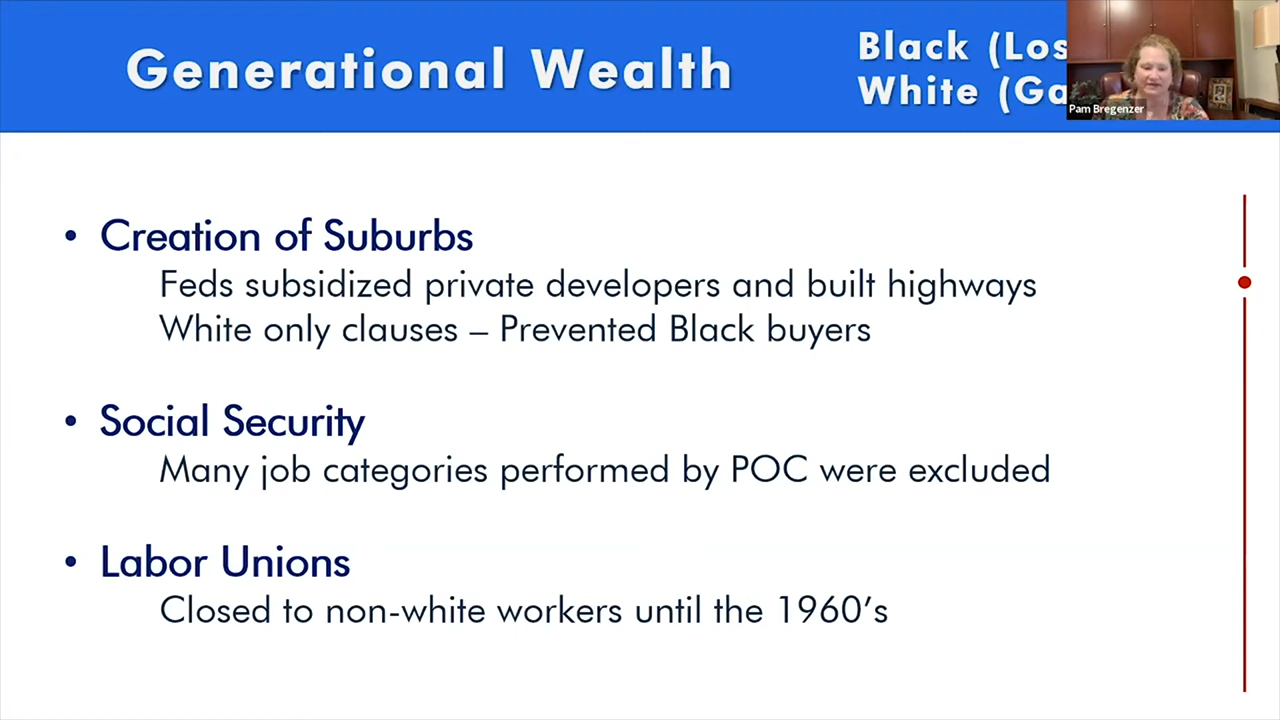 Generational Wealth
Black (Los
White (Ga
Pam Bregenzer
• Creation of Suburbs
Feds subsidized private developers and built highways
White only clauses – Prevented Black buyers
• Social Security
Many job categories performed by POC were excluded
• Labor Unions
Closed to non-white workers until the 1960’s